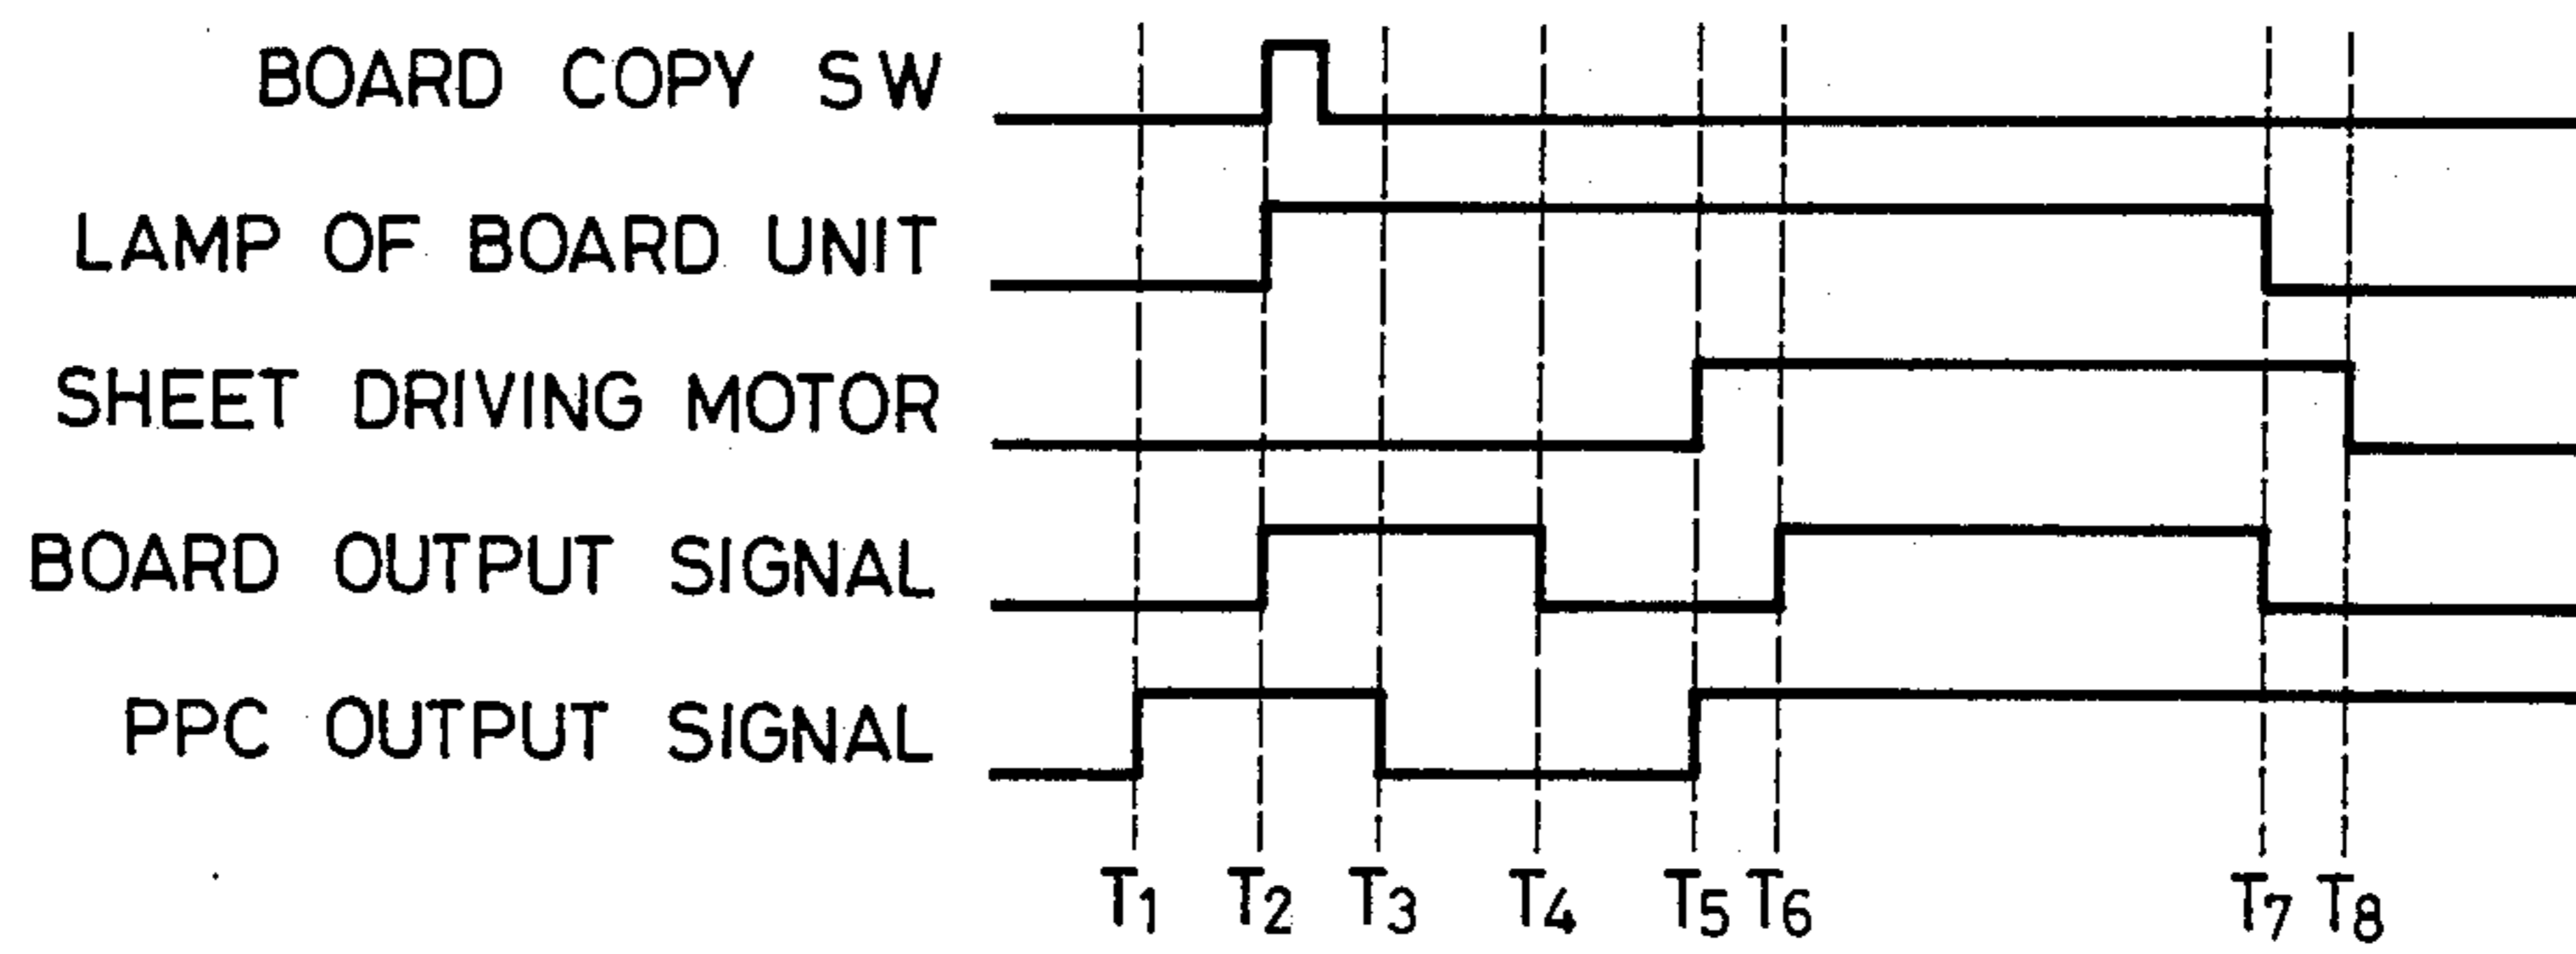 BOARD COPY SW
LAMP OF BOARD UNIT
SHEET DRIVING MOTOR
BOARD OUTPUT SIGNAL
PPC OUTPUT SIGNAL
T1 T2 T3 T4 T5 T6 T7 T8